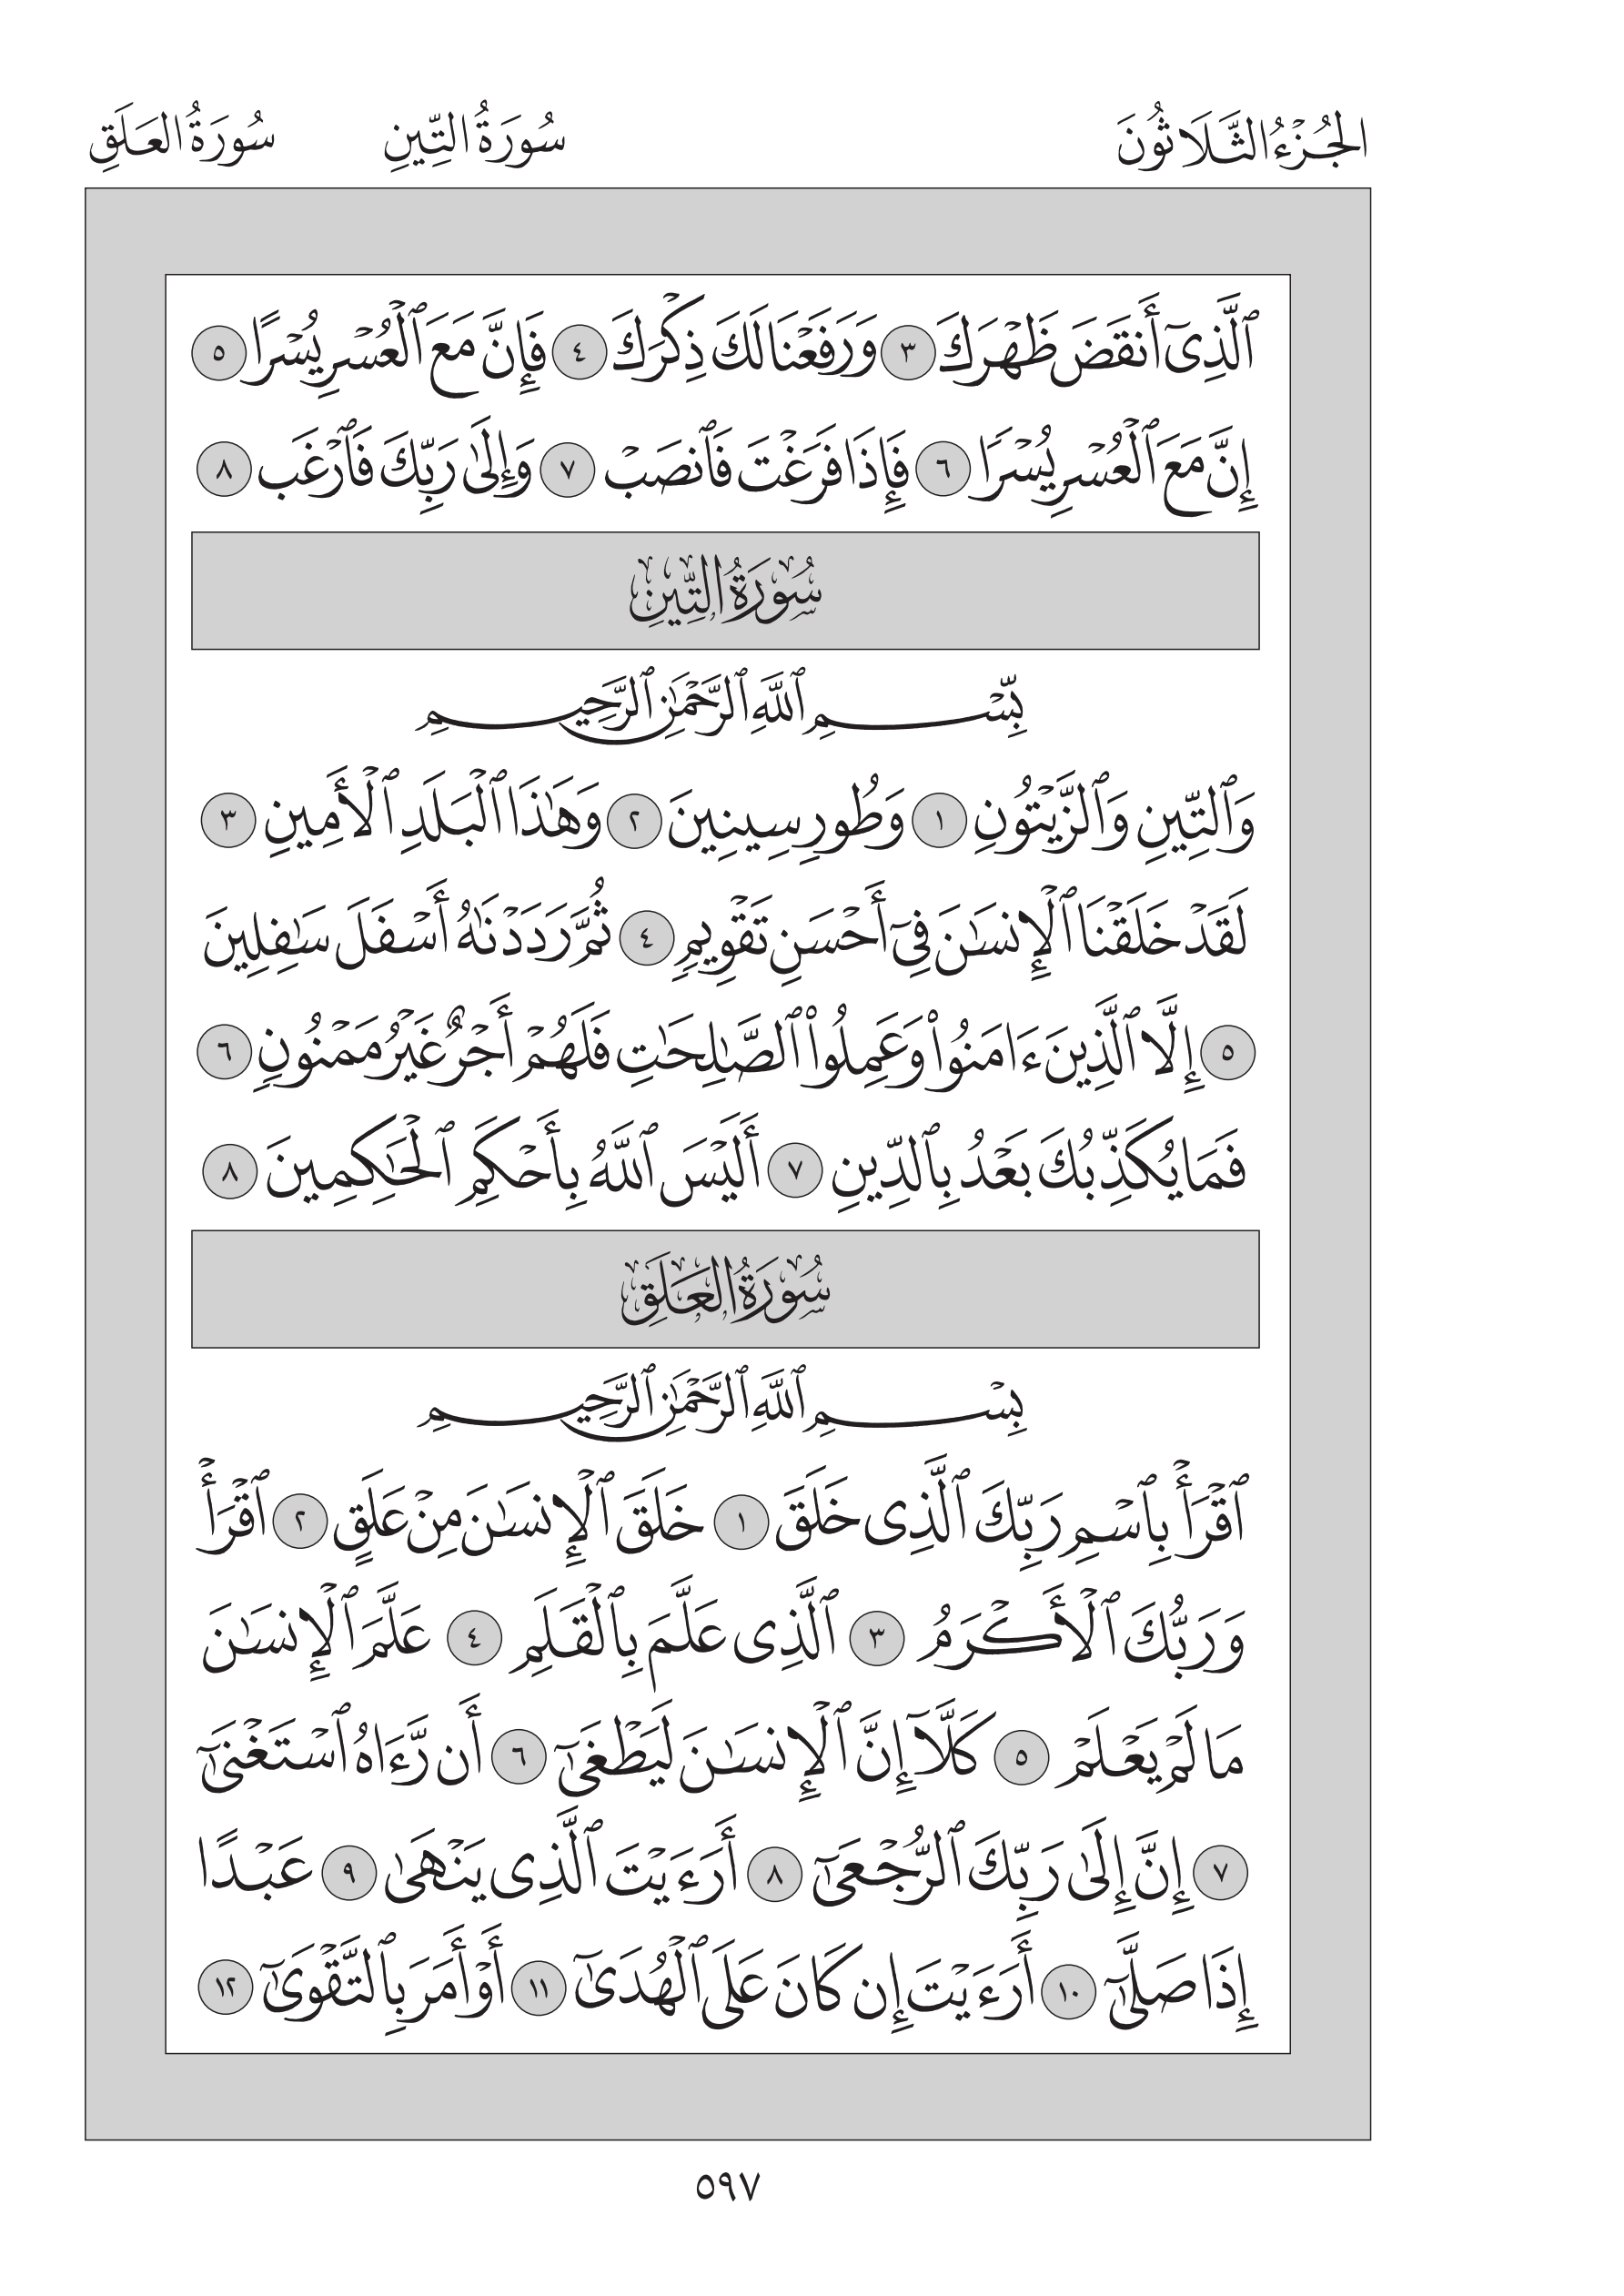 الجُزْءُ الثَّلَاثُونَ سُورَةُ التِّينِ سُورَةُ العَلَقِ
ٱلَّذِىٓ أَنقَضَ ظَهْرَكَ ٣ وَرَفَعْنَا لَكَ ذِكْرَكَ ٤ فَإِنَّ مَعَ ٱلْعُسْرِ يُسْرًا ٥
إِنَّ مَعَ ٱلْعُسْرِ يُسْرًا ٦ فَإِذَا فَرَغْتَ فَٱنصَبْ ٧ وَإِلَىٰ رَبِّكَ فَٱرْغَب ٨
سُورَةُ التِّينِ
بِّسْمِ ٱللَّهِ ٱلرَّحْمَٰنِ ٱلرَّحِيمِ
وَٱلتِّينِ وَٱلزَّيْتُونِ ١ وَطُورِ سِينِينَ ٢ وَهَٰذَا ٱلْبَلَدِ ٱلْأَمِينِ ٣
لَقَدْ خَلَقْنَا ٱلْإِنسَٰنَ فِىٓ أَحْسَنِ تَقْوِيمٍ ٤ ثُمَّ رَدَدْنَٰهُ أَسْفَلَ سَٰفِلِينَ
٥ إِلَّا ٱلَّذِينَ ءَامَنُوا۟ وَعَمِلُوا۟ ٱلصَّٰلِحَٰتِ فَلَهُمْ أَجْرٌ غَيْرُ مَمْنُونٍ ٦
فَمَا يُكَذِّبُكَ بَعْدُ بِٱلدِّينِ ٧ أَلَيْسَ ٱللَّهُ بِأَحْكَمِ ٱلْحَٰكِمِينَ ٨
سُورَةُ العَلَقِ
بِسْمِ ٱللَّهِ ٱلرَّحْمَٰنِ ٱلرَّحِيمِ
ٱقْرَأْ بِٱسْمِ رَبِّكَ ٱلَّذِى خَلَقَ ١ خَلَقَ ٱلْإِنسَٰنَ مِنْ عَلَقٍ ٢ ٱقْرَأْ
وَرَبُّكَ ٱلْأَكْرَمُ ٣ ٱلَّذِى عَلَّمَ بِٱلْقَلَمِ ٤ عَلَّمَ ٱلْإِنسَٰنَ
مَا لَمْ يَعْلَمْ ٥ كَلَّآ إِنَّ ٱلْإِنسَٰنَ لَيَطْغَىٰٓ ٦ أَن رَّءَاهُ ٱسْتَغْنَىٰٓ
٧ إِنَّ إِلَىٰ رَبِّكَ ٱلرُّجْعَىٰٓ ٨ أَرَءَيْتَ ٱلَّذِى يَنْهَىٰ ٩ عَبْدًا
إِذَا صَلَّىٰٓ ١٠ أَرَءَيْتَ إِن كَانَ عَلَى ٱلْهُدَىٰٓ ١١ أَوْ أَمَرَ بِٱلتَّقْوَىٰٓ ١٢
٥٩٧